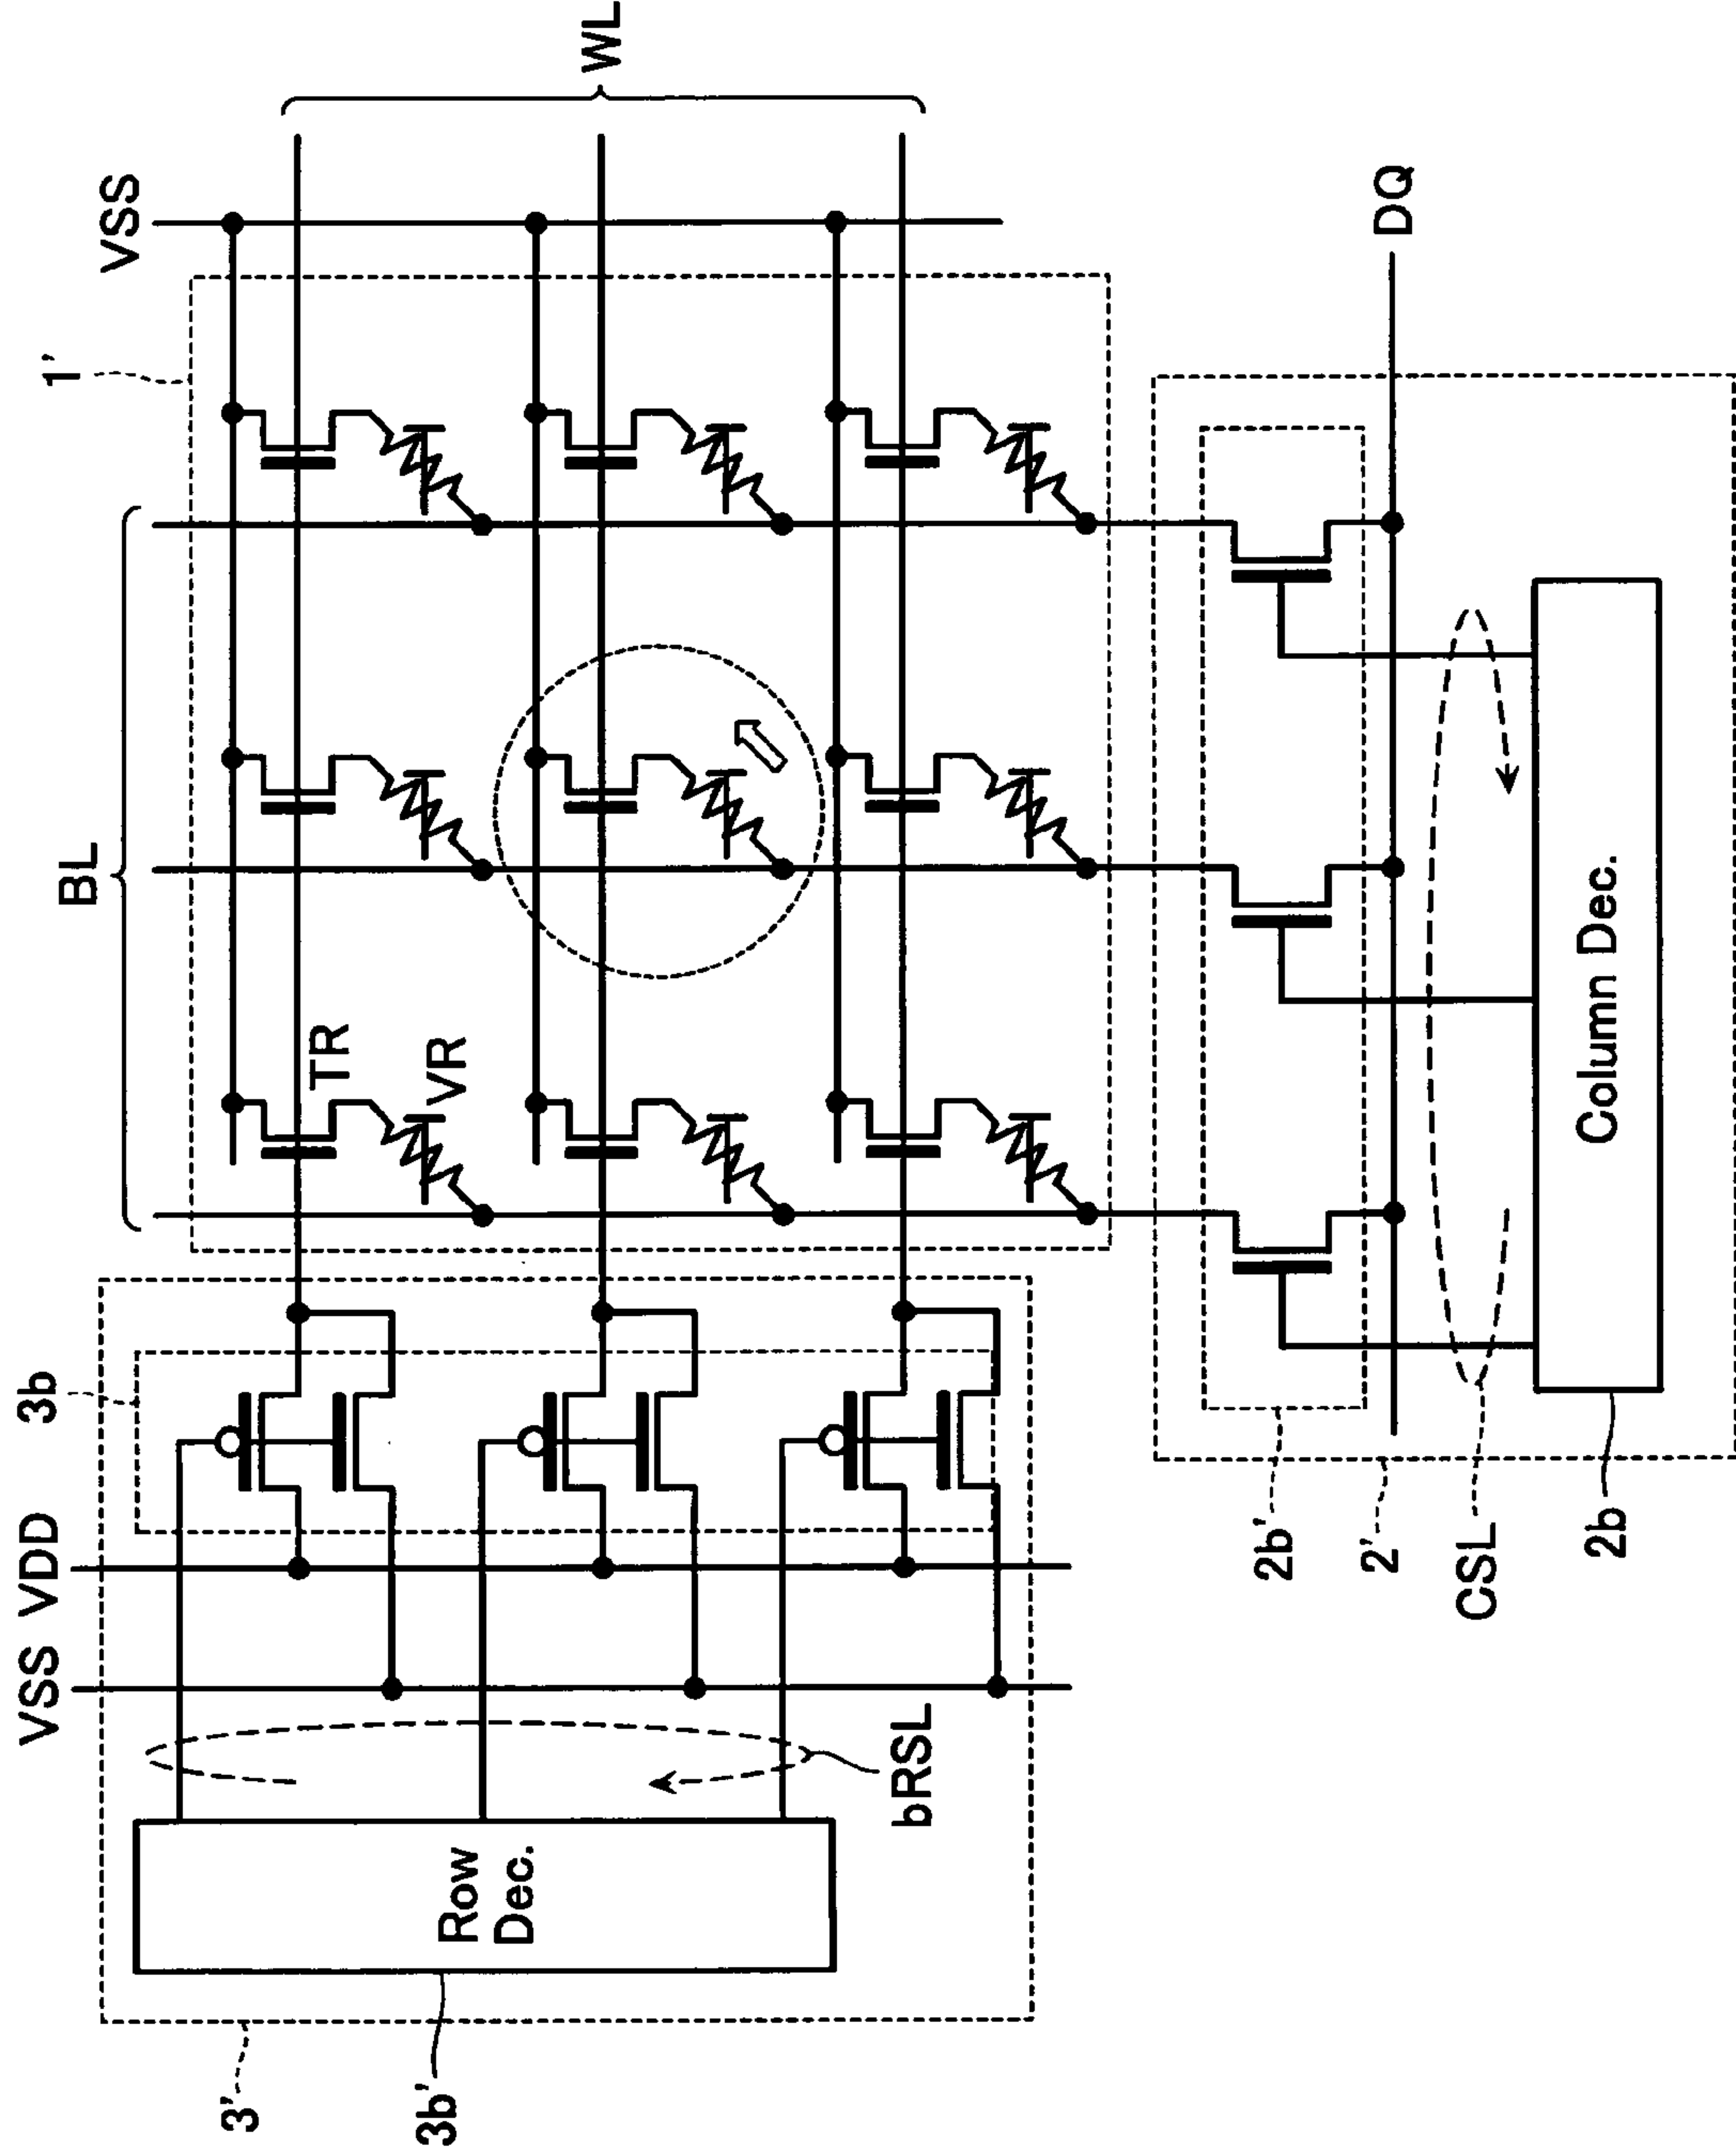 VSS VDD
3b
1'
BL
VSS
3'
TR
3b'
VR
Row
Dec.
WL
bRSL
2b'
2'
DQ
CSL
Column Dec.
2b